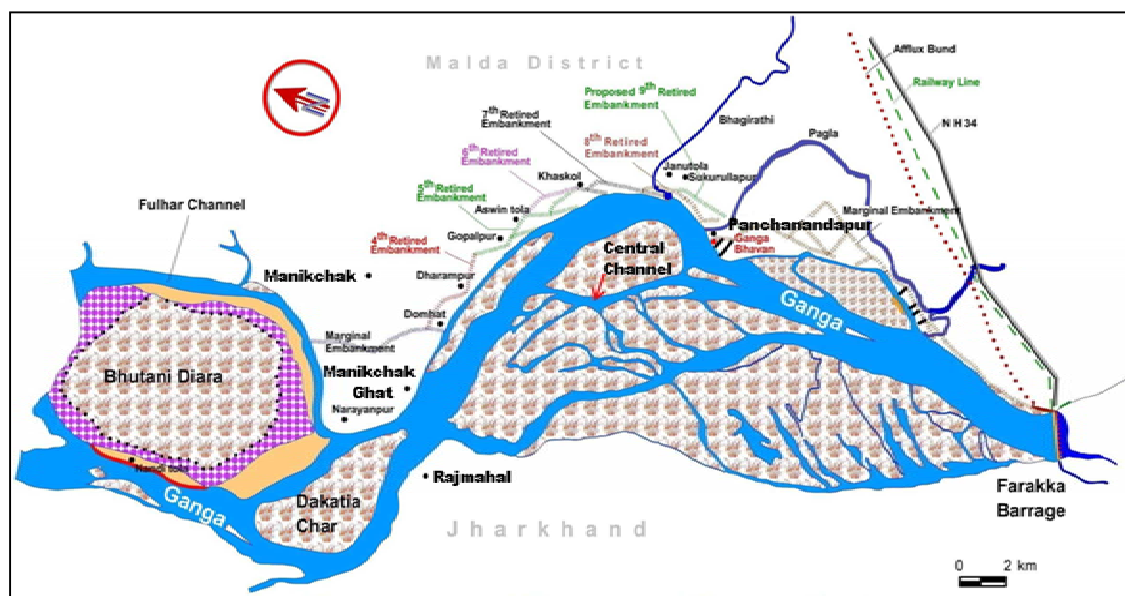 Malda District
Afflux Bund
Railway Line
N H 34
Proposed 9th Retired
Embankment
7th Retired
Embankment
8th Retired
Embankment
Bhagirathi
Pagla
6th Retired
Embankment
Khaskol
Janutola
Sukurullapur
5th Retired
Embankment
Fulhar Channel
Aswin tola
Marginal Embankment
Panchanandapur
Gopalpur
4th Retired
Embankment
Ganga
Bhavan
Central
Channel
Manikchak
Dharampur
Ganga
Dombat
Marginal
Embankment
Bhutani Diara
Manikchak
Ghat
Narayanpur
Nandi tola
Rajmahal
Ganga
Dakatia
Char
Farakka
Barrage
Jharkhand
0 2 km